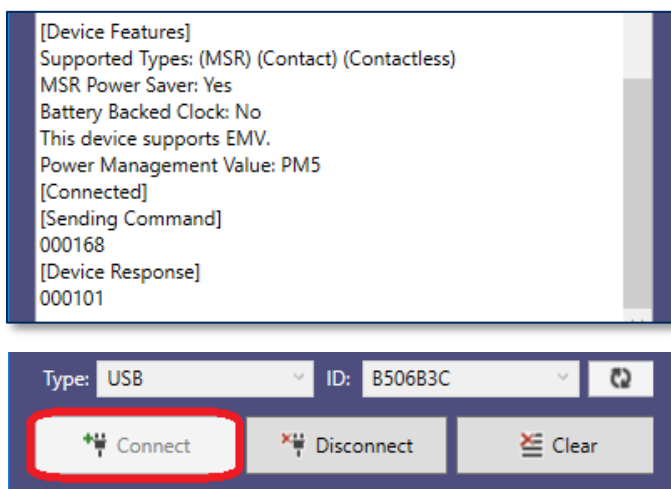 [Device Features]
Supported Types: (MSR) (Contact) (Contactless)
MSR Power Saver: Yes
Battery Backed Clock: No
This device supports EMV.
Power Management Value: PM5
[Connected]
[Sending Command]
000168
[Device Response]
000101
Type: USB ID: B506B3C
Connect Disconnect Clear